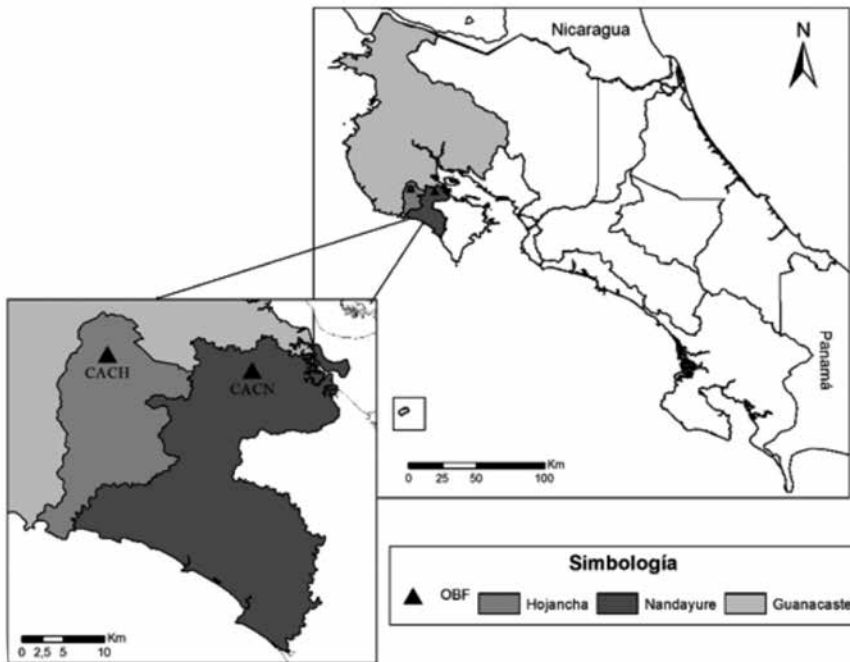 Nicaragua
N
Panamá
Km
0 25 50 100
CACH
CACN
Km
0 2,5 5 10
Simbología
OBF Hojancha Nandayure Guanacaste